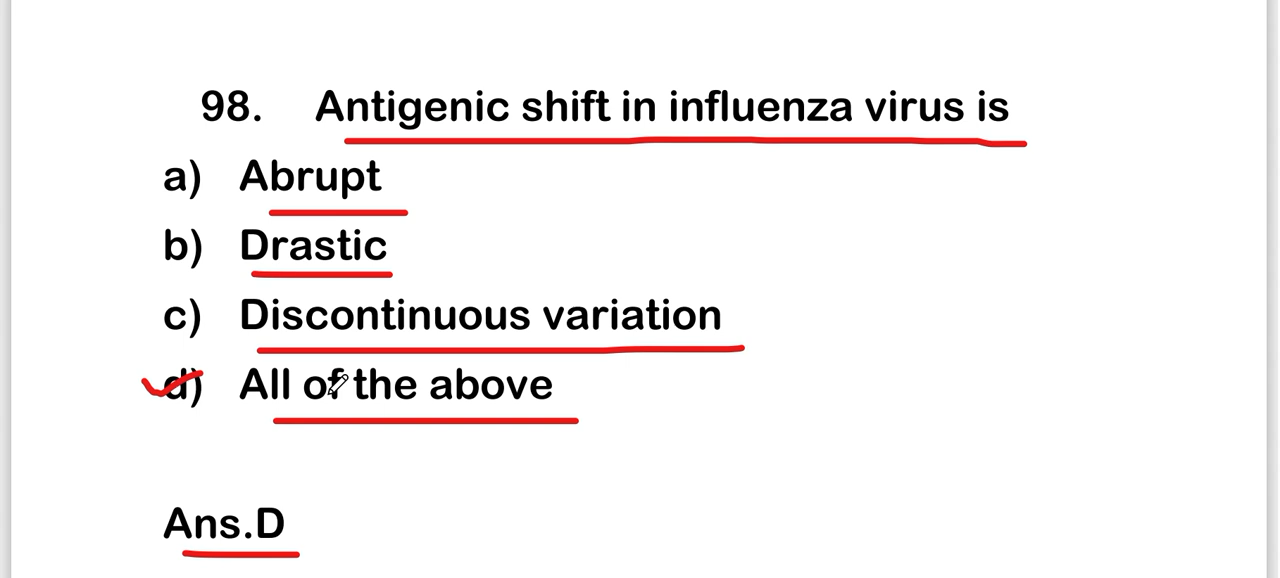 98. Antigenic shift in influenza virus is
a) Abrupt
b) Drastic
c) Discontinuous variation
d) All of the above
Ans.D